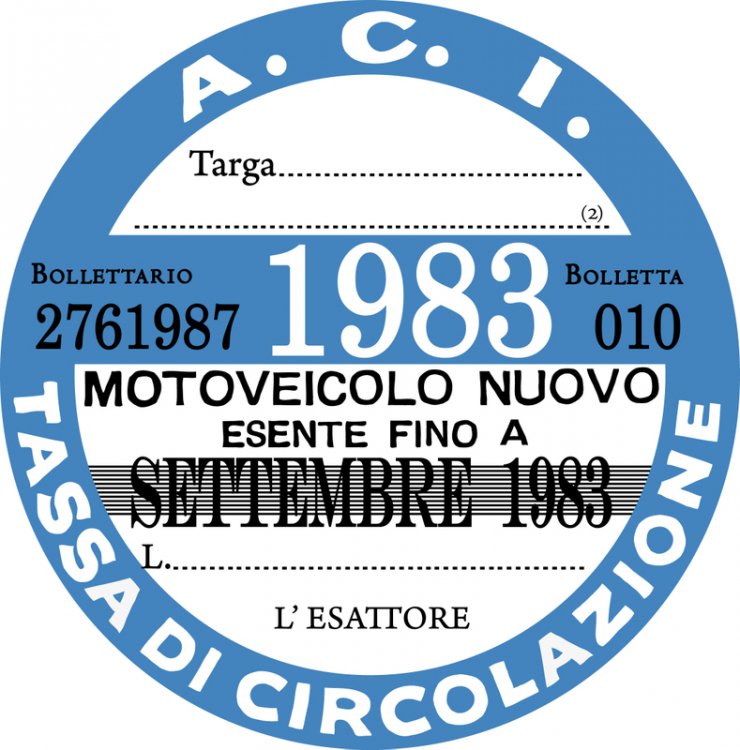 A. C. I.
Targa..............................................
......................................................................(2)
BOLLETTARIO 1983 BOLLETTA
2761987 010
MOTOVEICOLO NUOVO
ESENTE FINO A
SETTEMBRE 1983
L...............................................................
L' ESATTORE
TASSA DI CIRCOLAZIONE